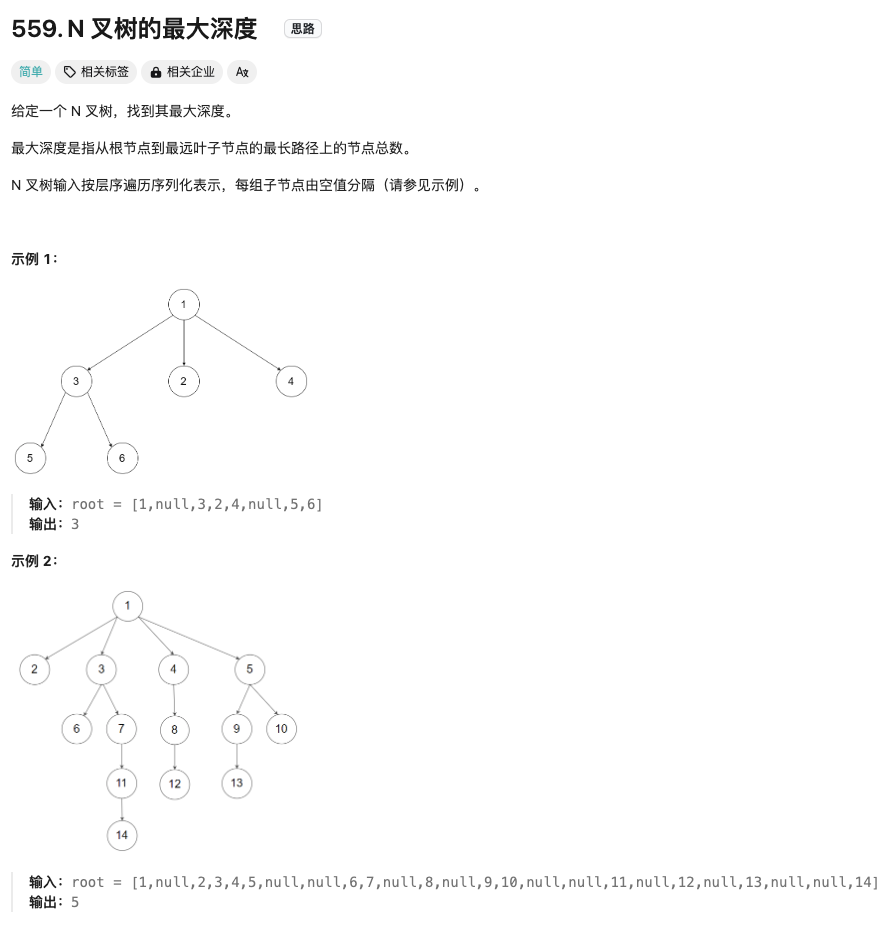 559. N 叉树的最大深度 思路
简单 相关标签 相关企业 Ax
给定一个 N 叉树，找到其最大深度。
最大深度是指从根节点到最远叶子节点的最长路径上的节点总数。
N 叉树输入按层序遍历序列化表示，每组子节点由空值分隔（请参见示例）。
示例 1：
1
3 2 4
5 6
输入：root = [1,null,3,2,4,null,5,6]
输出：3
示例 2：
1
2 3 4 5
6 7 8 9 10
11 12 13
14
输入：root = [1,null,2,3,4,5,null,null,6,7,null,8,null,9,10,null,null,11,null,12,null,13,null,null,14]
输出：5